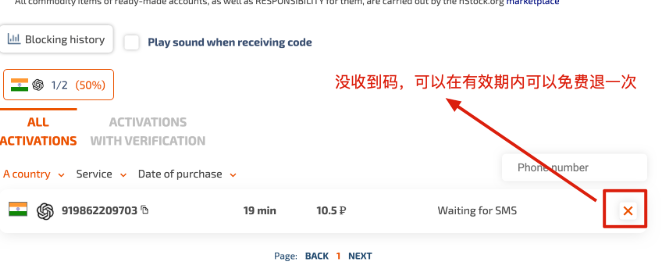 All commodity items of ready-made accounts, as well as RESPONSIBILITY for them, are carried out by the hStock.org marketplace
Blocking history
Play sound when receiving code
1/2 (50%)
没收到码，可以在有效期内可以免费退一次
ALL ACTIVATIONS
ACTIVATIONS WITH VERIFICATION
Phone number
A country Service Date of purchase
919862209703 19 min 10.5 ₽ Waiting for SMS
Page: BACK 1 NEXT